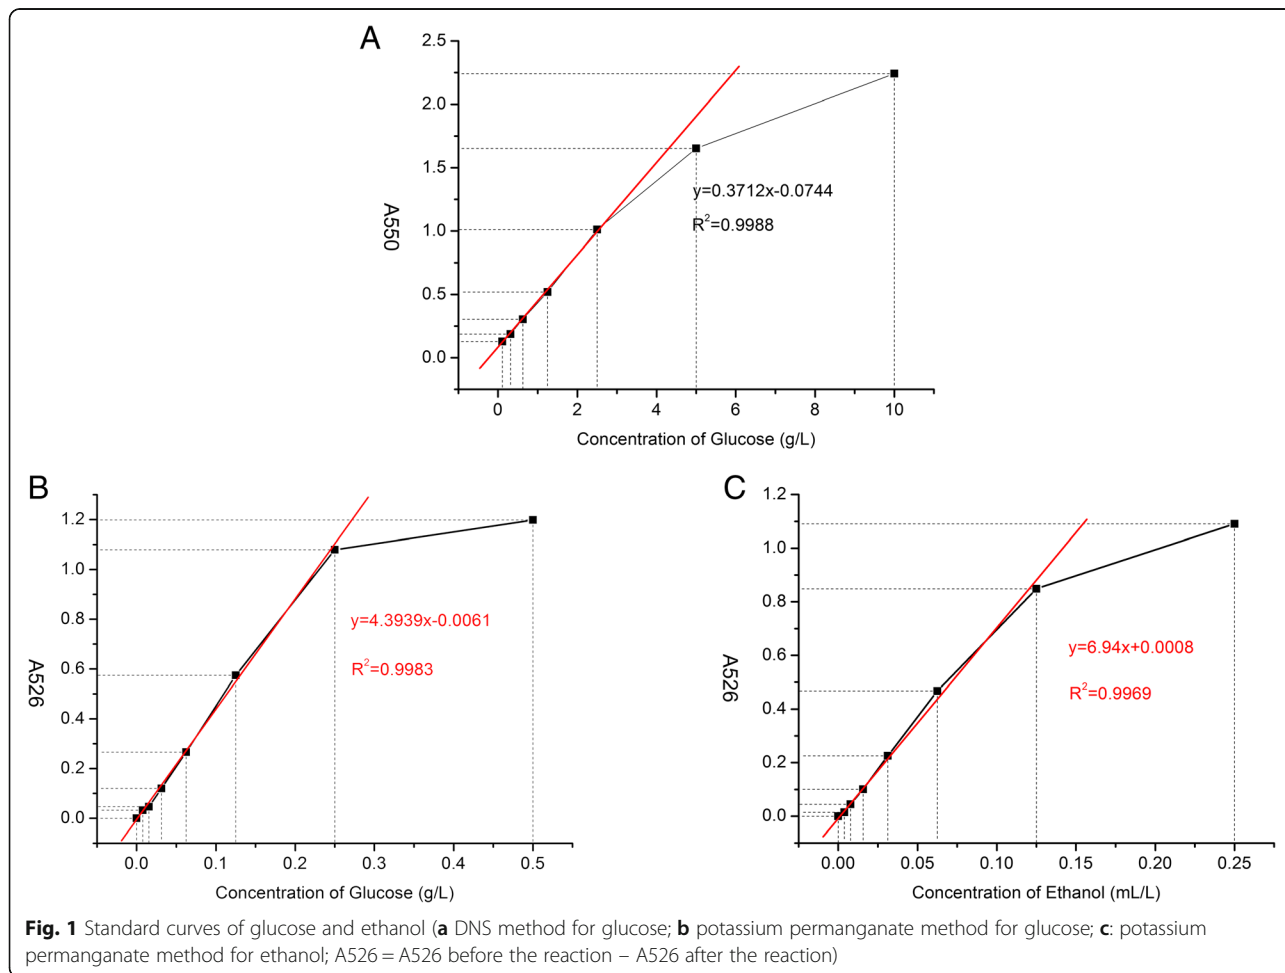 A
2.5
2.0
1.5
1.0
0.5
0.0
A550
y=0.3712x-0.0744
R²=0.9988
0 2 4 6 8 10
Concentration of Glucose (g/L)
B
1.2
1.0
0.8
0.6
0.4
0.2
0.0
A526
y=4.3939x-0.0061
R²=0.9983
0.0 0.1 0.2 0.3 0.4 0.5
Concentration of Glucose (g/L)
C
1.2
1.0
0.8
0.6
0.4
0.2
0.0
A526
y=6.94x+0.0008
R²=0.9969
0.00 0.05 0.10 0.15 0.20 0.25
Concentration of Ethanol (mL/L)
Fig. 1 Standard curves of glucose and ethanol (a DNS method for glucose; b potassium permanganate method for glucose; c: potassium
permanganate method for ethanol; A526 = A526 before the reaction – A526 after the reaction)